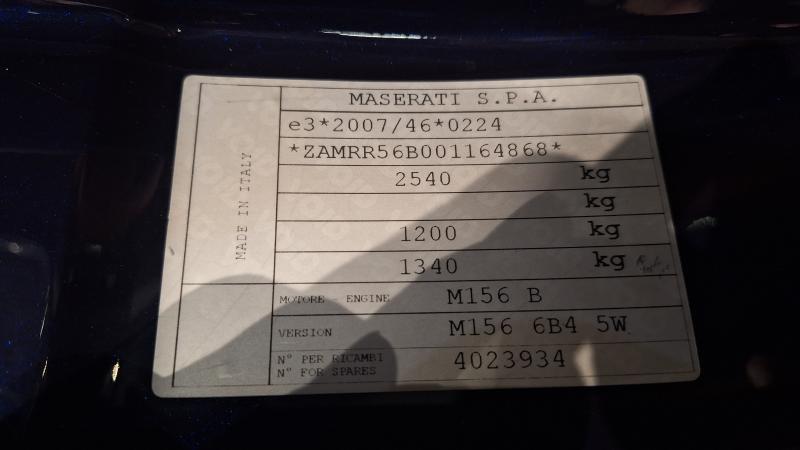 MASERATI S.P.A.
e3*2007/46*0224
*ZAMRR56B001164868*
2540 kg
kg
1200 kg
1340 kg
MADE IN ITALY
MOTORE - ENGINE M156 B
VERSION M156 6B4 5W
N° PER RICAMBI
N° FOR SPARES 4023934